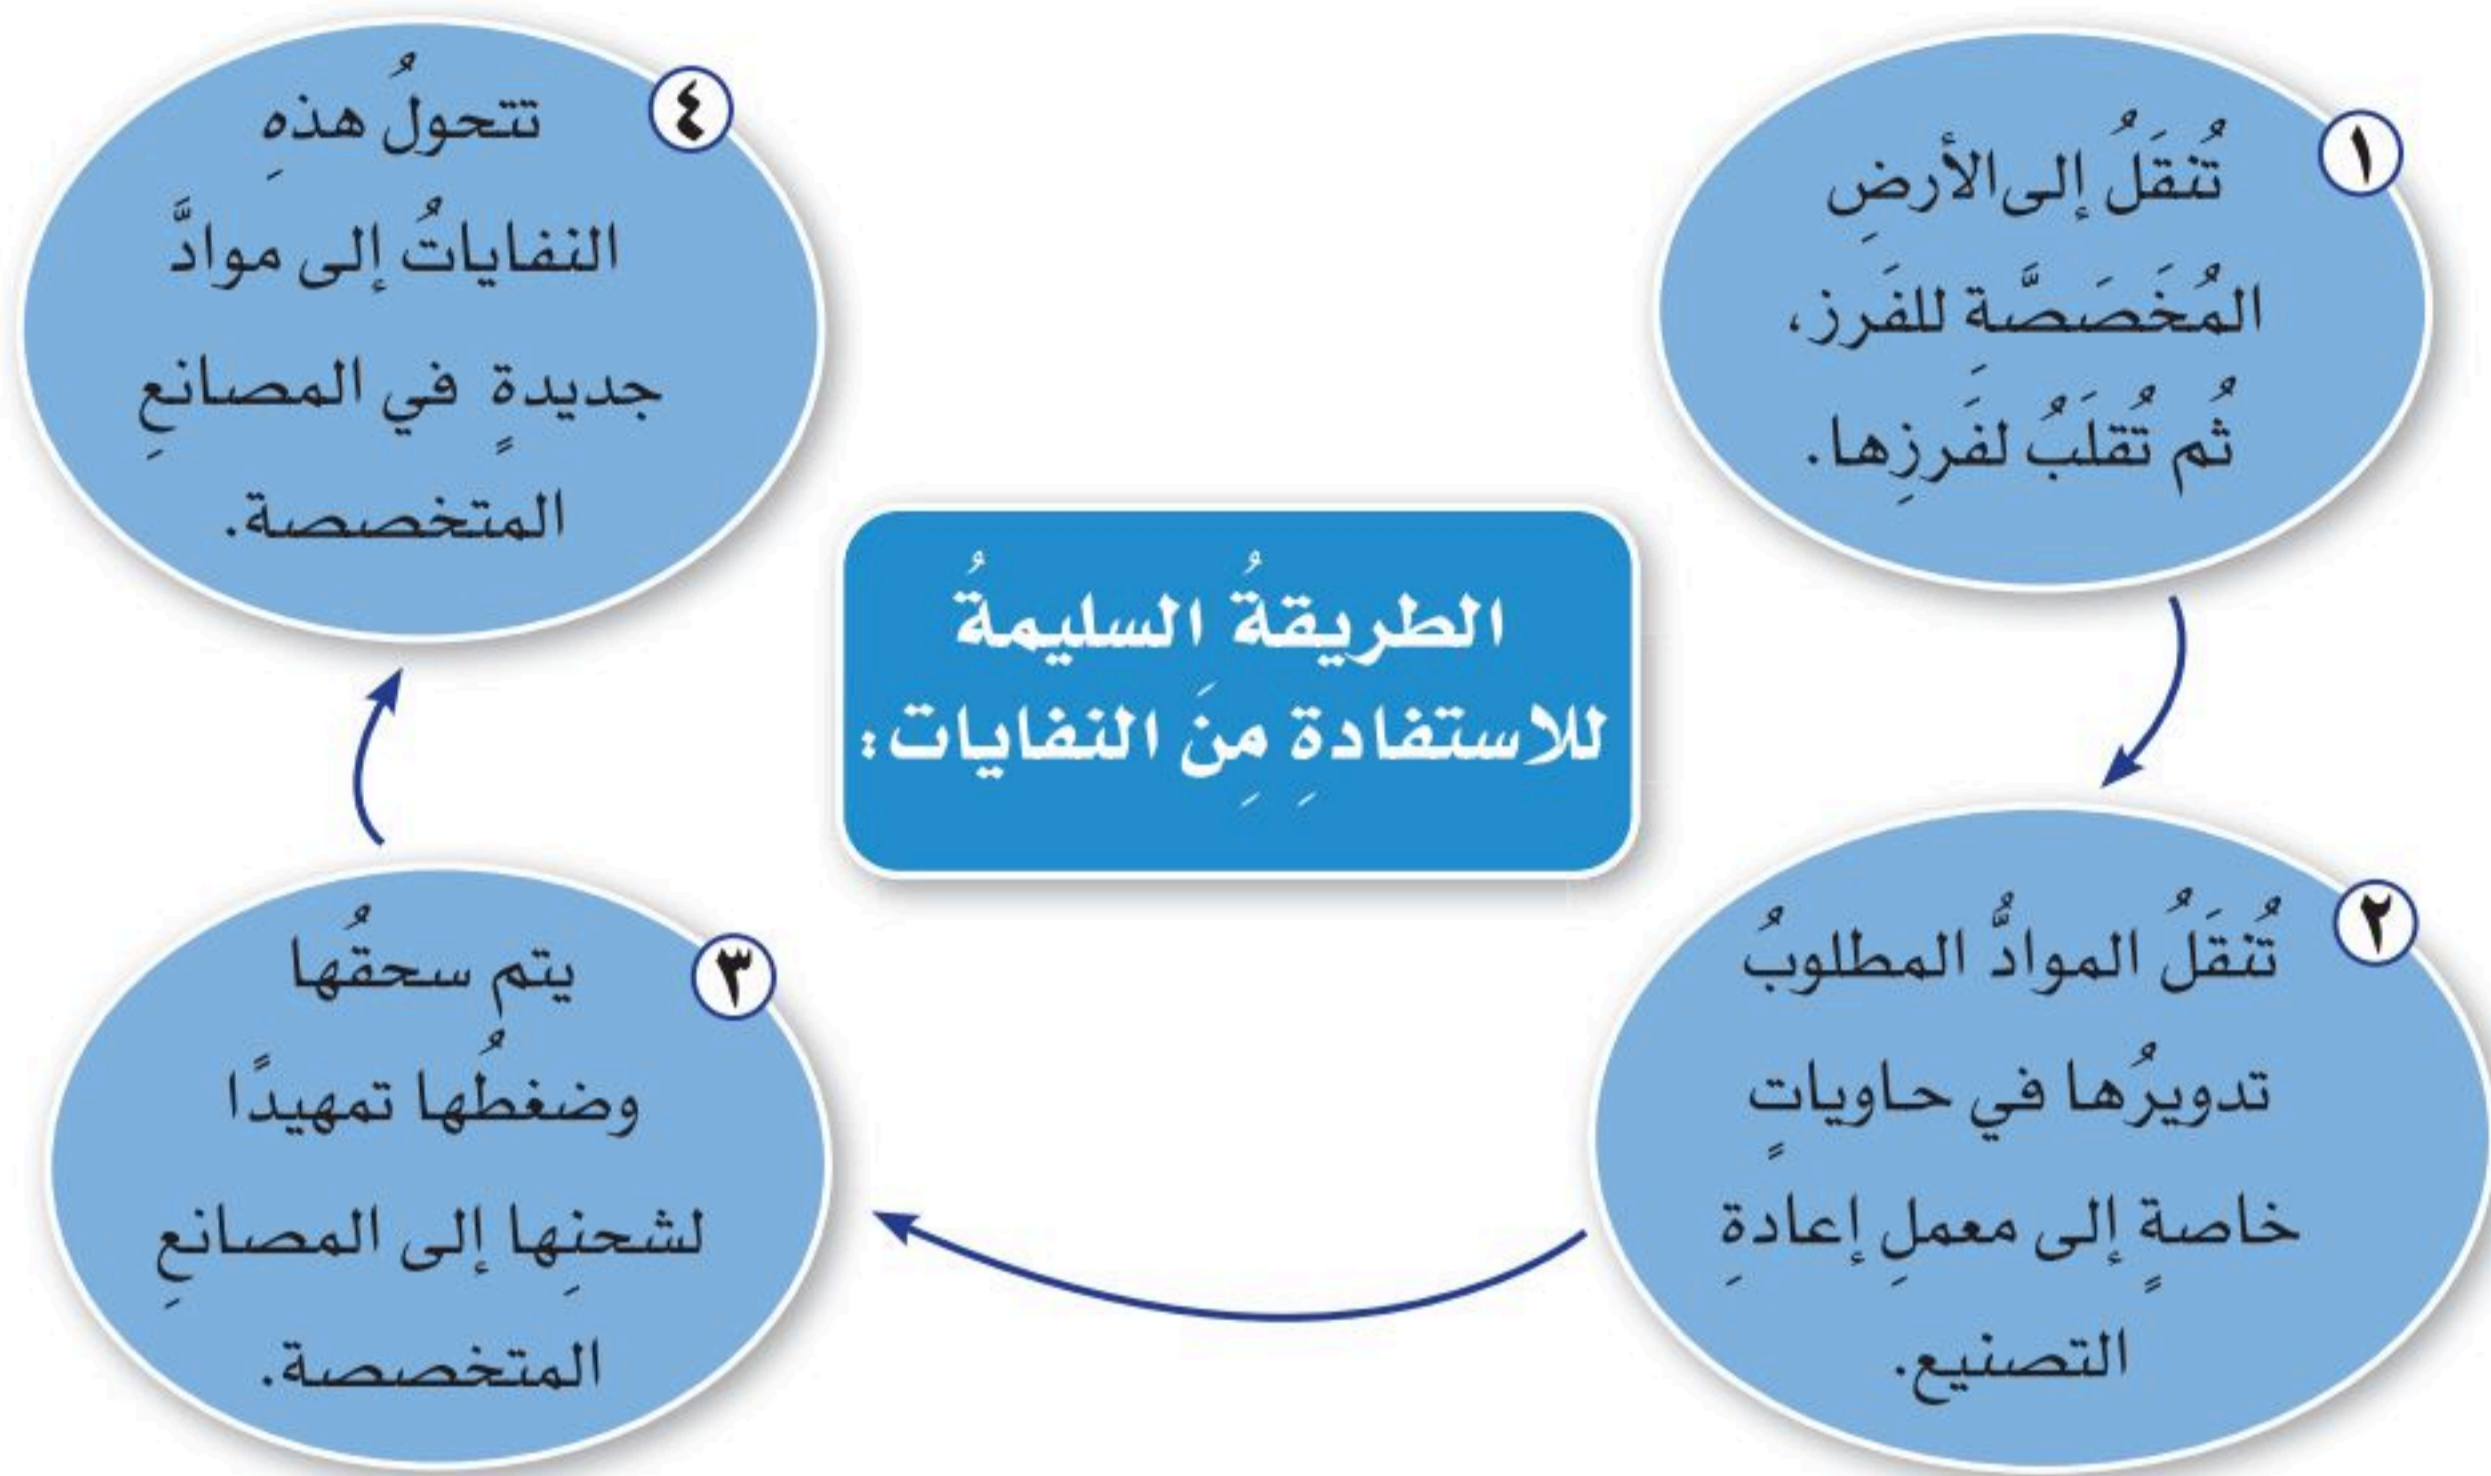 الطريقةُ السليمةُ
للاستفادةِ مِنَ النفايات:
١
تُنقَلُ إلى الأرضِ
المُخَصَصَّةِ للفَرز،
ثُم تُقلَبُ لفَرزِها.
٢
تُنقَلُ الموادُّ المطلوبُ
تدويرُها في حاوياتٍ
خاصةٍ إلى معملِ إعادةِ
التصنيع.
٣
يتم سحقُها
وضغطُها تمهيدًا
لشحنِها إلى المصانعِ
المتخصصة.
٤
تتحولُ هذهِ
النفاياتُ إلى موادَّ
جديدةٍ في المصانعِ
المتخصصة.